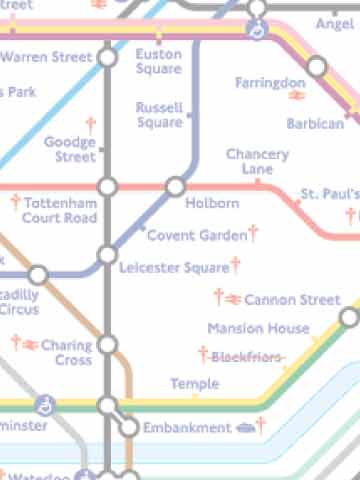 treet
Angel
Warren Street
Euston
Square
Farringdon
s Park
Russell
Square
Barbican
Goodge
Street
Chancery
Lane
St. Paul's
Tottenham
Court Road
Holborn
Covent Garden
k
Leicester Square
cadilly
Circus
Cannon Street
Mansion House
Charing
Cross
Blackfriars
Temple
minster
Embankment
Waterloo